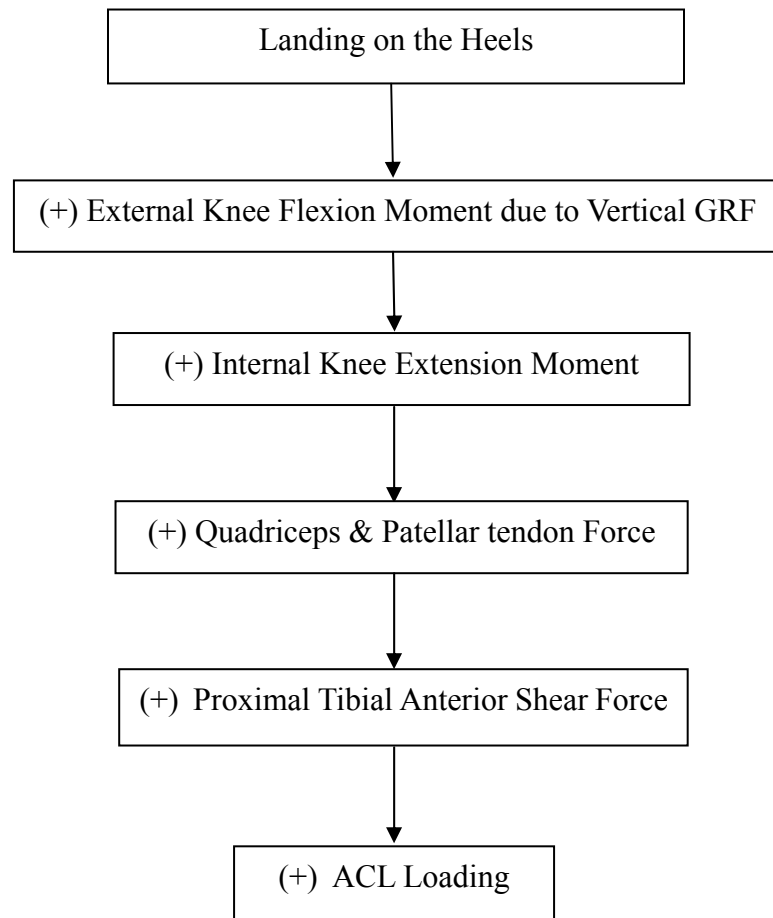 Landing on the Heels
(+) External Knee Flexion Moment due to Vertical GRF
(+) Internal Knee Extension Moment
(+) Quadriceps & Patellar tendon Force
(+) Proximal Tibial Anterior Shear Force
(+) ACL Loading